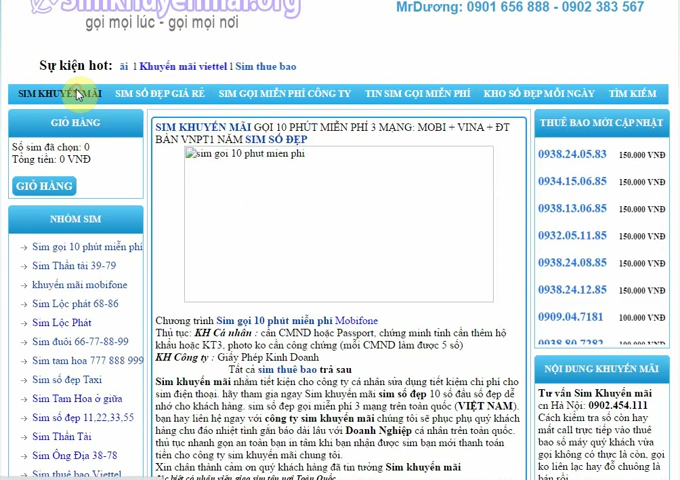 simkhuyenmai.org
gọi mọi lúc - gọi mọi nơi
MrDương: 0901 656 888 - 0902 383 567
Sự kiện hot: ãi l Khuyến mãi viettel l Sim thue bao
SIM KHUYẾN MÃI
SIM SỐ ĐẸP GIÁ RẺ
SIM GỌI MIỄN PHÍ CÔNG TY
TIN SIM GỌI MIỄN PHÍ
KHO SỐ ĐẸP MỖI NGÀY
TÌM KIẾM
GIỎ HÀNG
Số sim đã chọn: 0
Tổng tiền: 0 VNĐ
GIỎ HÀNG
NHÓM SIM
Sim gọi 10 phút miễn phí
Sim Thần tài 39-79
khuyến mãi mobifone
Sim Lộc phát 68-86
Sim Lộc Phát
Sim đuôi 66-77-88-99
Sim tam hoa 777 888 999
Sim số đẹp Taxi
Sim Tam Hoa ở giữa
Sim số đẹp 11,22,33,55
Sim Thần Tài
Sim Ông Địa 38-78
Sim thuê bao Viettel
SIM KHUYẾN MÃI GỌI 10 PHÚT MIỄN PHÍ 3 MẠNG: MOBI + VINA + ĐT
BÀN VNPT1 NĂM SIM SỐ ĐẸP
sim goi 10 phut mien phi
Chương trình Sim gọi 10 phút miễn phí Mobifone
Thủ tục: KH Cá nhân : cần CMND hoặc Passport, chứng minh tỉnh cần thêm hộ
khẩu hoặc KT3, photo ko cần công chứng (mỗi CMND làm được 5 số)
KH Công ty : Giấy Phép Kinh Doanh
Tất cả sim thuê bao trả sau
Sim khuyến mãi nhằm tiết kiệm cho công ty cá nhân sử dụng tiết kiệm chi phí cho
sim điện thoại. hãy tham gia ngay Sim khuyến mãi sim số đẹp 10 số đầu số đẹp dễ
nhớ cho khách hàng. sim số đẹp gọi miễn phí 3 mạng trên toàn quốc (VIỆT NAM).
bạn hay liên hệ ngay với công ty sim khuyến mãi chúng tôi sẽ phục phụ quý khách
hàng chu đáo nhiệt tình gắn bảo dài lâu với Doanh Nghiệp cá nhân trên toàn quốc.
thủ tục nhanh gọn an toàn bạn in tâm khi bạn nhận được sim bạn mới thanh toán
tiền cho công ty sim khuyến mãi chung tôi.
Xin chân thành cảm ơn quý khách hàng đã tin tưởng Sim khuyến mãi
THUÊ BAO MỚI CẬP NHẬT
0938.24.05.83 150.000 VNĐ
0934.15.06.85 150.000 VNĐ
0938.13.06.85 150.000 VNĐ
0932.05.11.85 150.000 VNĐ
0938.24.08.85 150.000 VNĐ
0938.24.12.85 150.000 VNĐ
0909.04.7181 100.000 VNĐ
0938.80.7282
NỘI DUNG KHUYẾN MÃI
Tư vấn Sim Khuyến mãi
cn Hà Nội: 0902.454.111
Cách kiểm tra số còn hay
mất call trực tiếp vào thuê
bao số máy quý khách vừa
gọi không có thực là còn, gọi
ko liên lạc hay đỗ chuông là
bán rồi